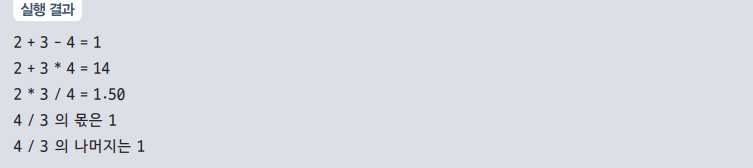 실행 결과
2 + 3 - 4 = 1
2 + 3 * 4 = 14
2 * 3 / 4 = 1.50
4 / 3 의 몫은 1
4 / 3 의 나머지는 1